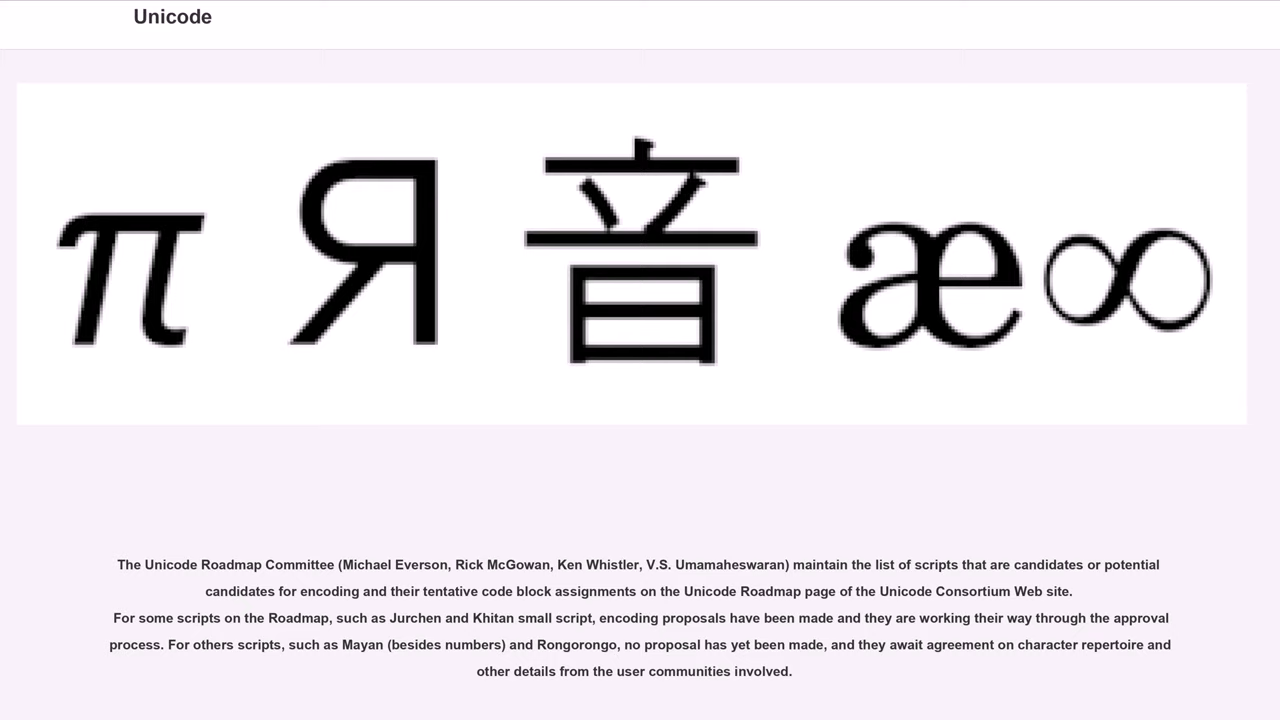 Unicode
π Я 音 æ ∞
The Unicode Roadmap Committee (Michael Everson, Rick McGowan, Ken Whistler, V.S. Umamaheswaran) maintain the list of scripts that are candidates or potential
candidates for encoding and their tentative code block assignments on the Unicode Roadmap page of the Unicode Consortium Web site.
For some scripts on the Roadmap, such as Jurchen and Khitan small script, encoding proposals have been made and they are working their way through the approval
process. For others scripts, such as Mayan (besides numbers) and Rongorongo, no proposal has yet been made, and they await agreement on character repertoire and
other details from the user communities involved.